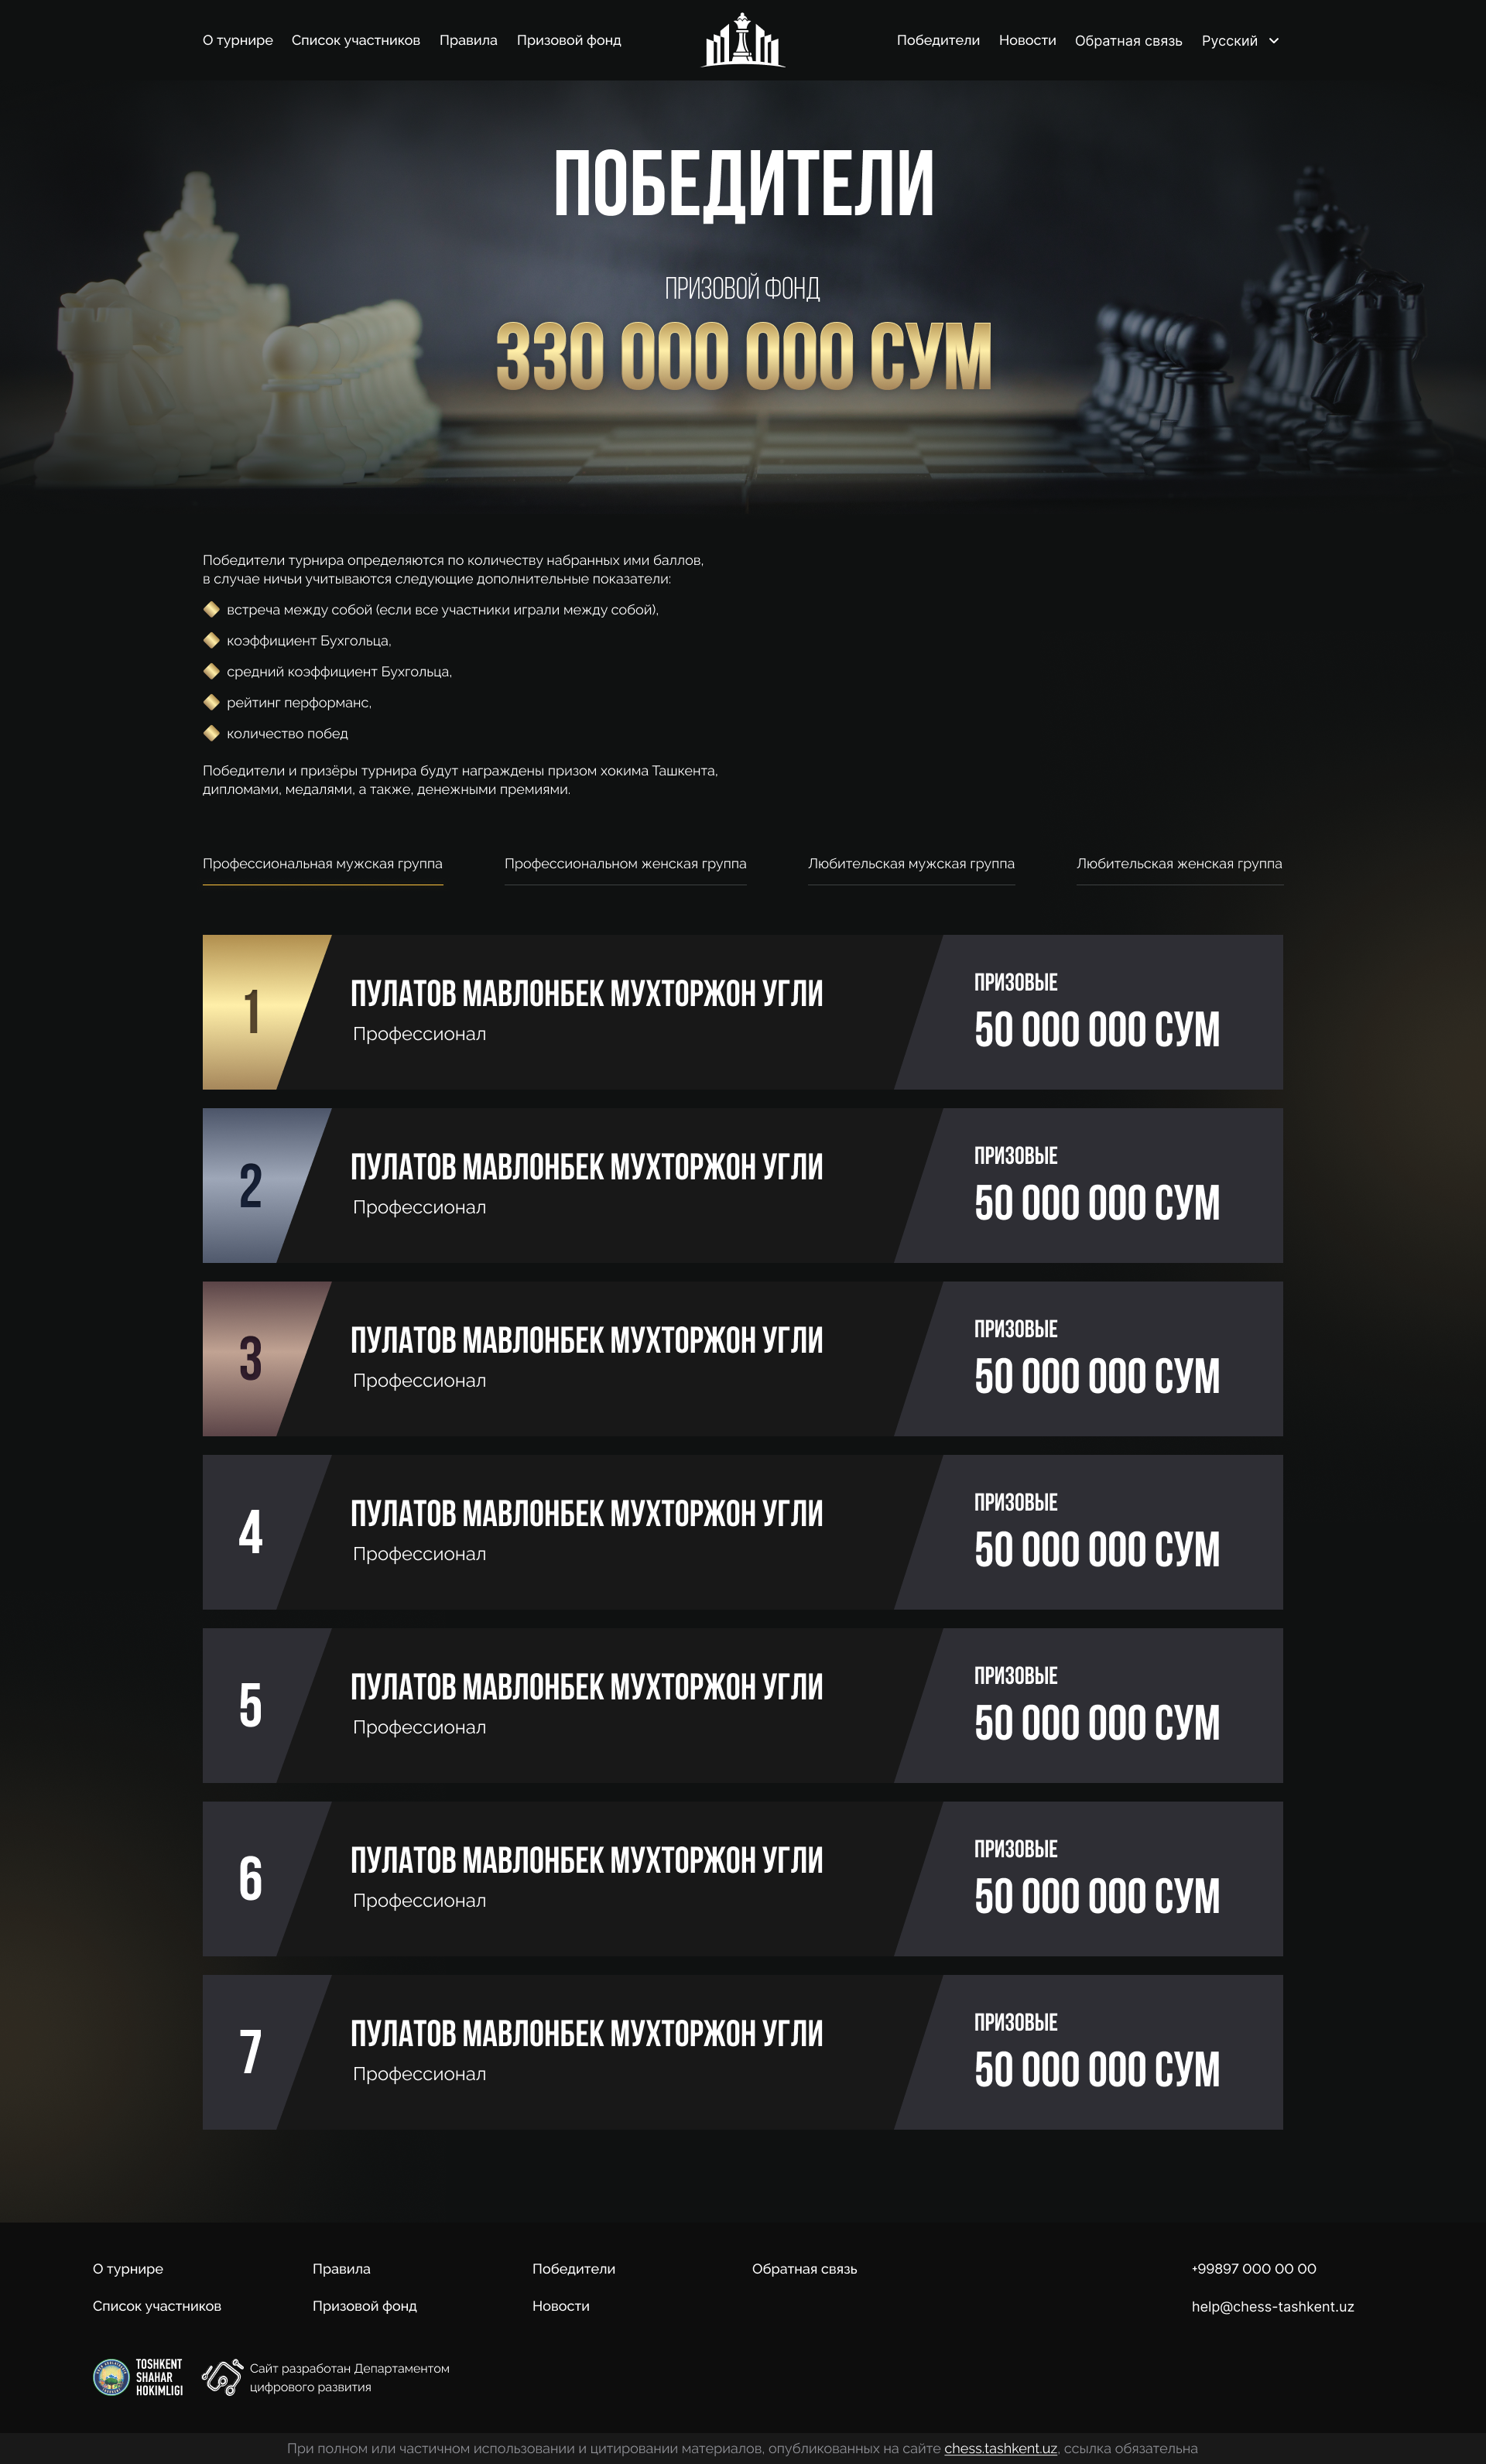 О турнире Список участников Правила Призовой фонд Победители Новости Обратная связь Русский
ПОБЕДИТЕЛИ
ПРИЗОВОЙ ФОНД
330 000 000 СУМ
Победители турнира определяются по количеству набранных ими баллов,
в случае ничьи учитываются следующие дополнительные показатели:
встреча между собой (если все участники играли между собой),
коэффициент Бухгольца,
средний коэффициент Бухгольца,
рейтинг перформанс,
количество побед
Победители и призёры турнира будут награждены призом хокима Ташкента,
дипломами, медалями, а также, денежными премиями.
Профессиональная мужская группа Профессиональном женская группа Любительская мужская группа Любительская женская группа
1
ПУЛАТОВ МАВЛОНБЕК МУХТОРЖОН УГЛИ
Профессионал
ПРИЗОВЫЕ
50 000 000 СУМ
2
ПУЛАТОВ МАВЛОНБЕК МУХТОРЖОН УГЛИ
Профессионал
ПРИЗОВЫЕ
50 000 000 СУМ
3
ПУЛАТОВ МАВЛОНБЕК МУХТОРЖОН УГЛИ
Профессионал
ПРИЗОВЫЕ
50 000 000 СУМ
4
ПУЛАТОВ МАВЛОНБЕК МУХТОРЖОН УГЛИ
Профессионал
ПРИЗОВЫЕ
50 000 000 СУМ
5
ПУЛАТОВ МАВЛОНБЕК МУХТОРЖОН УГЛИ
Профессионал
ПРИЗОВЫЕ
50 000 000 СУМ
6
ПУЛАТОВ МАВЛОНБЕК МУХТОРЖОН УГЛИ
Профессионал
ПРИЗОВЫЕ
50 000 000 СУМ
7
ПУЛАТОВ МАВЛОНБЕК МУХТОРЖОН УГЛИ
Профессионал
ПРИЗОВЫЕ
50 000 000 СУМ
О турнире Правила Победители Обратная связь +99897 000 00 00
Список участников Призовой фонд Новости help@chess-tashkent.uz
TOSHKENT
SHAHAR
HOKIMLIGI
Сайт разработан Департаментом
цифрового развития
При полном или частичном использовании и цитировании материалов, опубликованных на сайте chess.tashkent.uz, ссылка обязательна